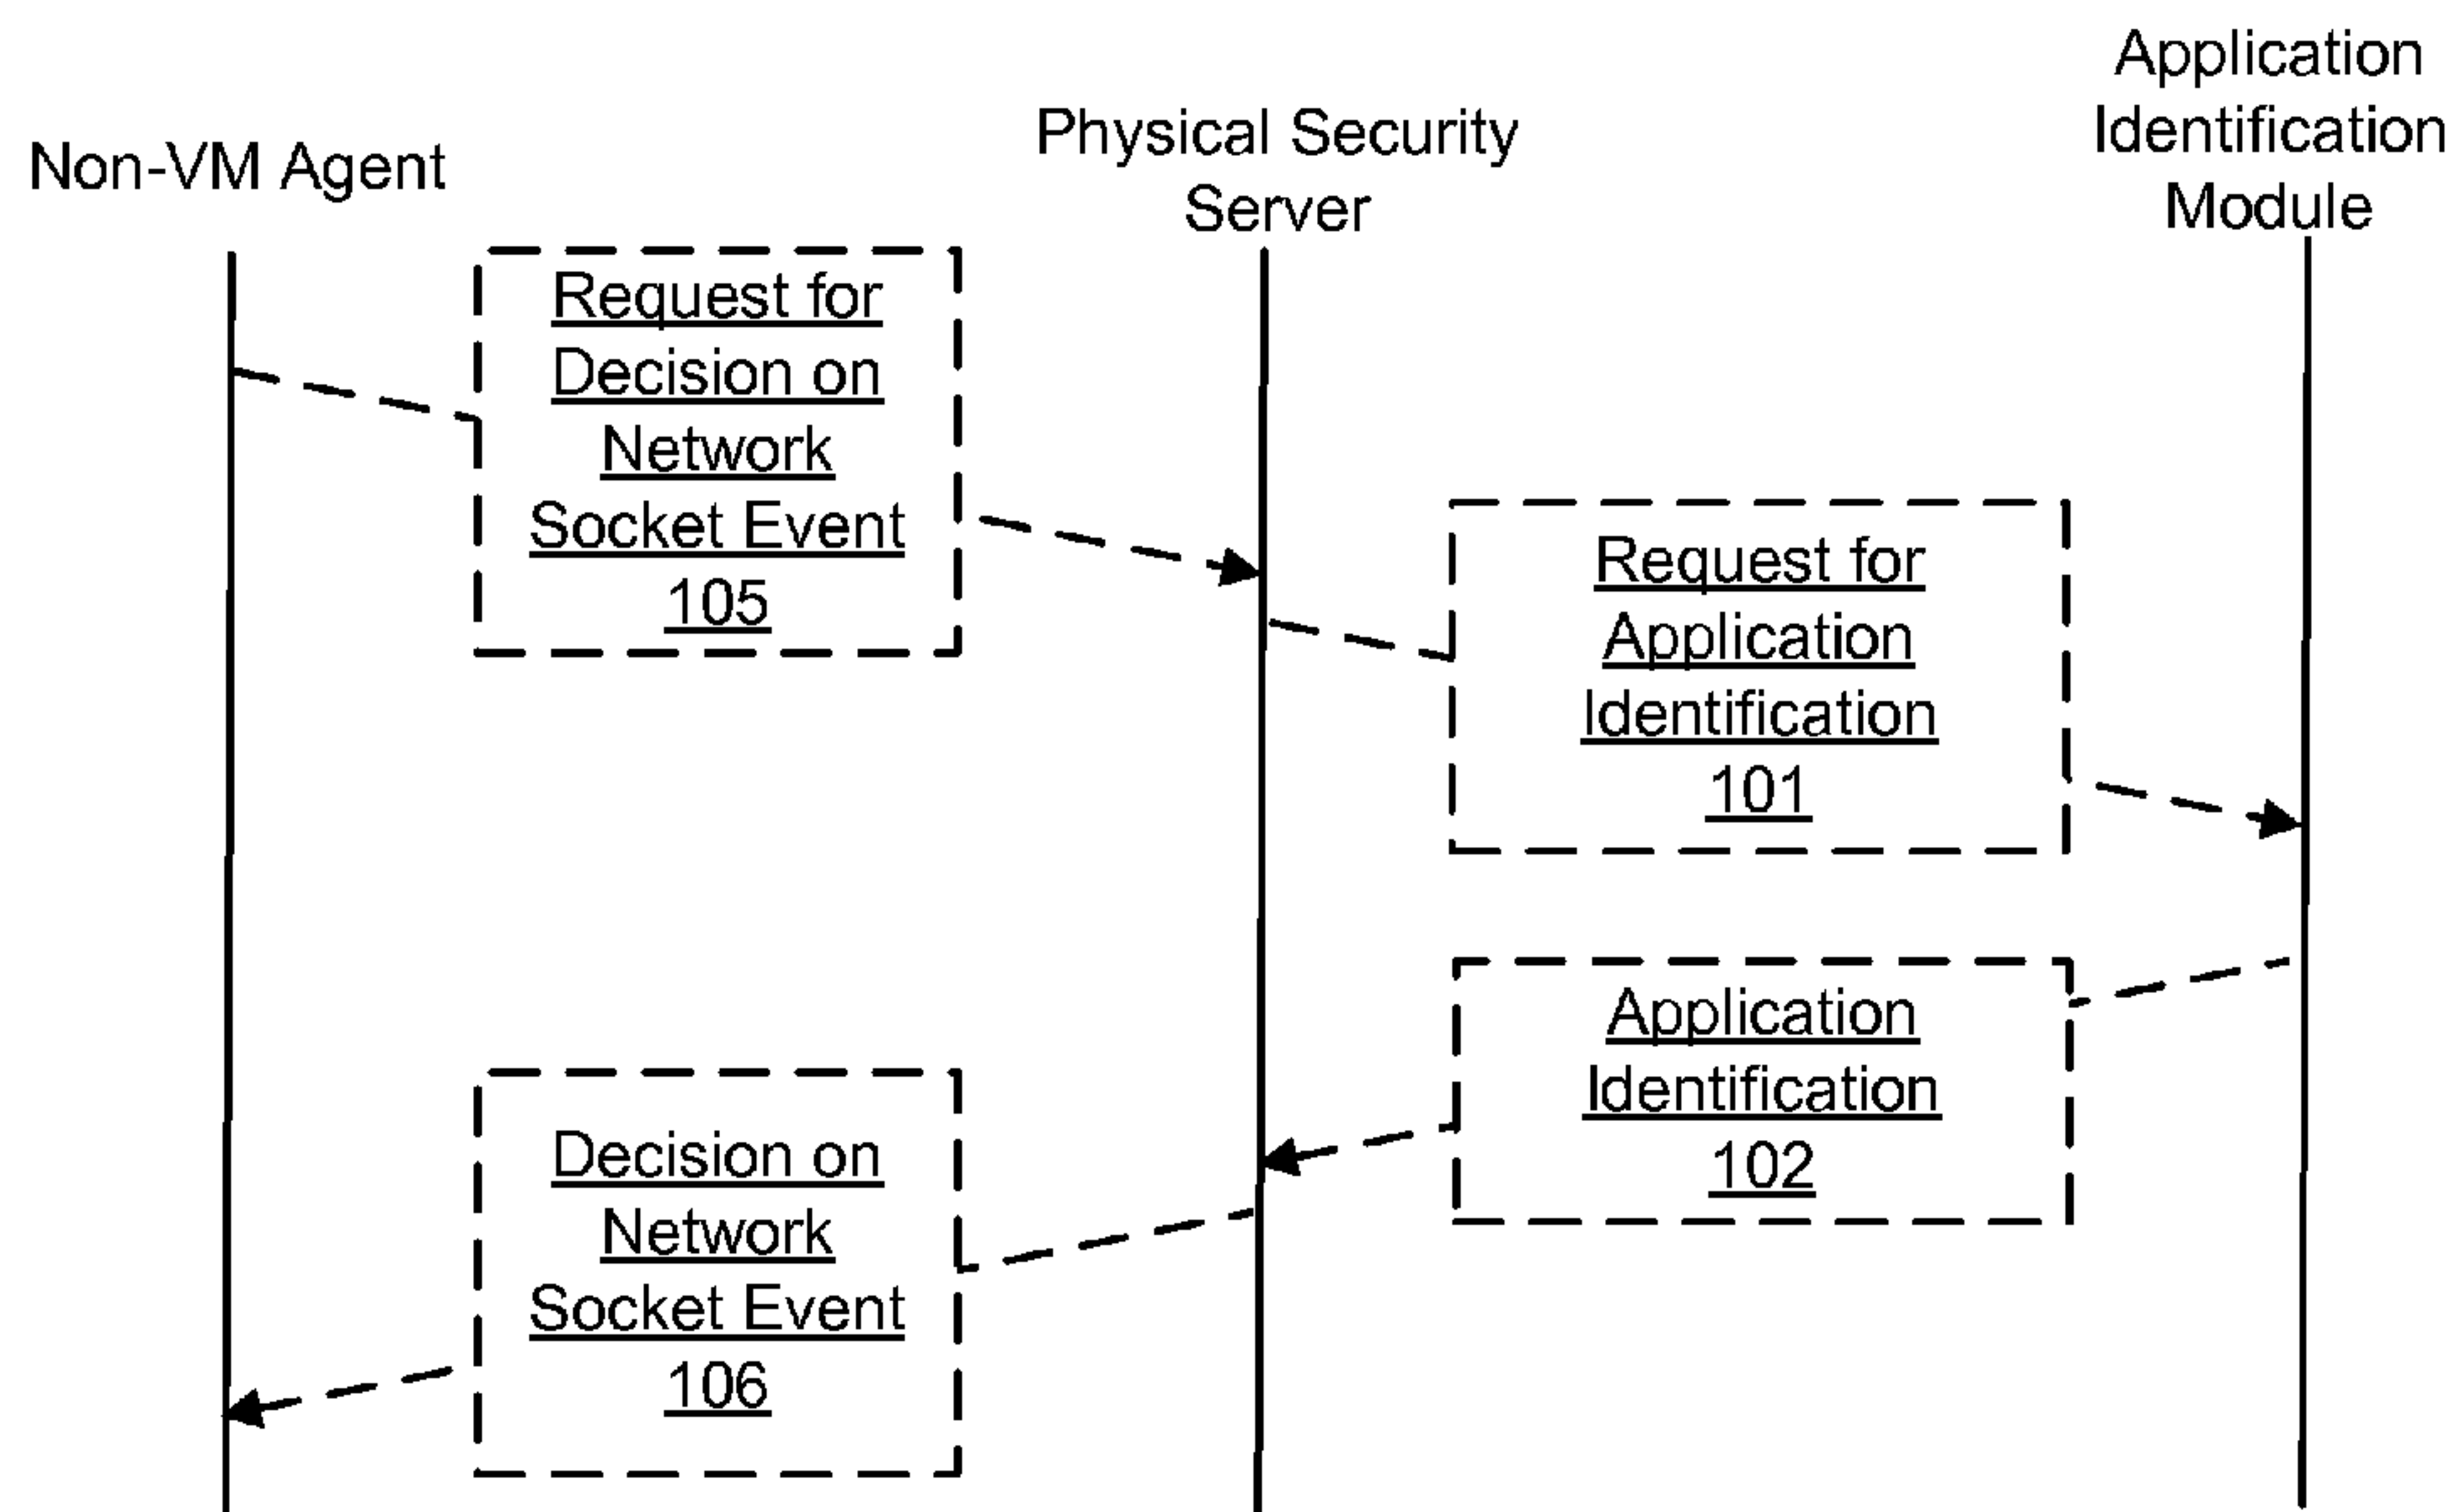 Non-VM Agent
Physical Security
Server
Application
Identification
Module
Request for
Decision on
Network
Socket Event
105
Request for
Application
Identification
101
Application
Identification
102
Decision on
Network
Socket Event
106